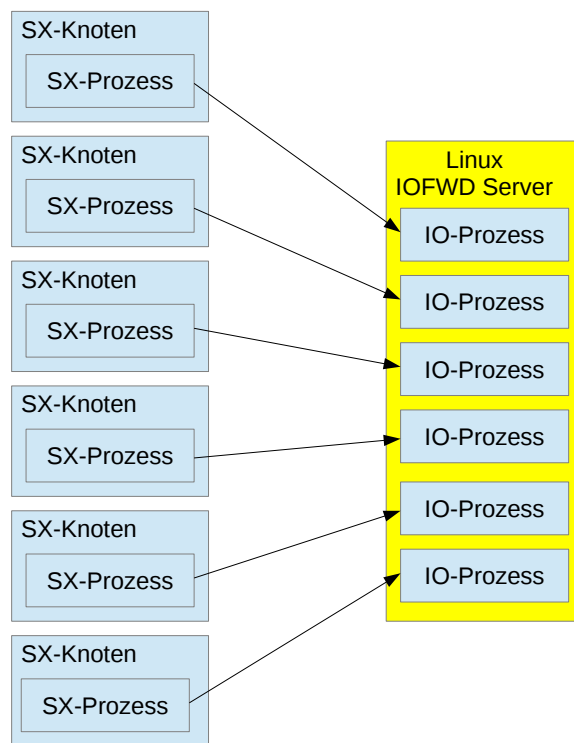 SX-Knoten
SX-Prozess
SX-Knoten
SX-Prozess
SX-Knoten
SX-Prozess
SX-Knoten
SX-Prozess
SX-Knoten
SX-Prozess
SX-Knoten
SX-Prozess
Linux
IOFWD Server
IO-Prozess
IO-Prozess
IO-Prozess
IO-Prozess
IO-Prozess
IO-Prozess